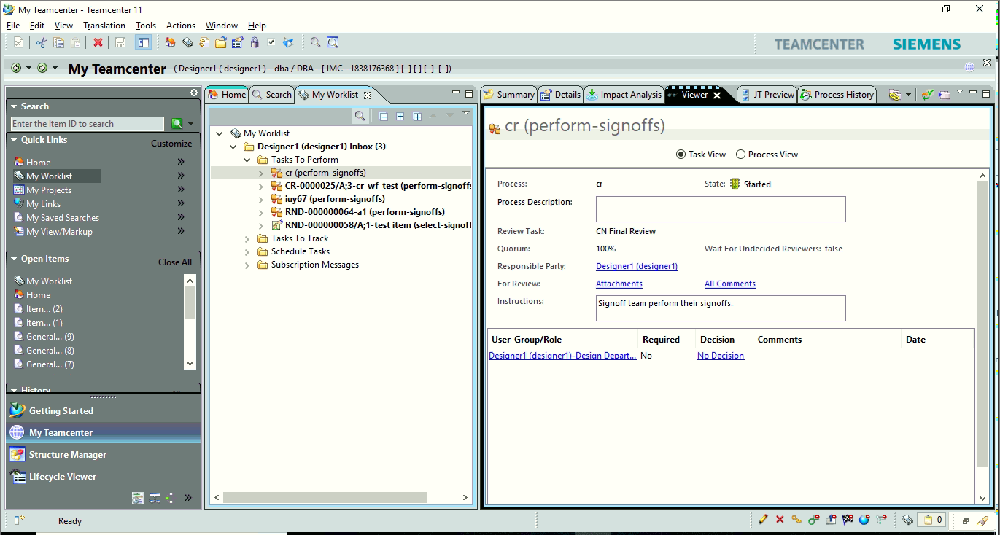 My Teamcenter - Teamcenter 11
File Edit View Translation Tools Actions Window Help
TEAMCENTER SIEMENS
My Teamcenter ( Designer1 ( designer1 ) - dba / DBA - [ IMC--1838176368 ] [ ] [ ] [ ] [ ])
Search
Enter the Item ID to search
Quick Links
Customize
Home
My Worklist
My Projects
My Links
My Saved Searches
My View/Markup
Open Items
Close All
My Worklist
Home
Item... (2)
Item... (1)
General... (9)
General... (8)
General... (7)
History
Getting Started
My Teamcenter
Structure Manager
Lifecycle Viewer
Home Search My Worklist
My Worklist
Designer1 (designer1) Inbox (3)
Tasks To Perform
cr (perform-signoffs)
CR-0000025/A;3-cr_wf_test (perform-signoffs
iuy67 (perform-signoffs)
RND-000000064-a1 (perform-signoffs)
RND-000000058/A;1-test item (select-signoff
Tasks To Track
Schedule Tasks
Subscription Messages
Summary Details Impact Analysis Viewer JT Preview Process History
cr (perform-signoffs)
Task View Process View
Process: cr State: Started
Process Description:
Review Task: CN Final Review
Quorum: 100% Wait For Undecided Reviewers: false
Responsible Party: Designer1 (designer1)
For Review: Attachments All Comments
Instructions: Signoff team perform their signoffs.
User-Group/Role Required Decision Comments Date
Designer1 (designer1)-Design Depart... No No Decision
Ready
0